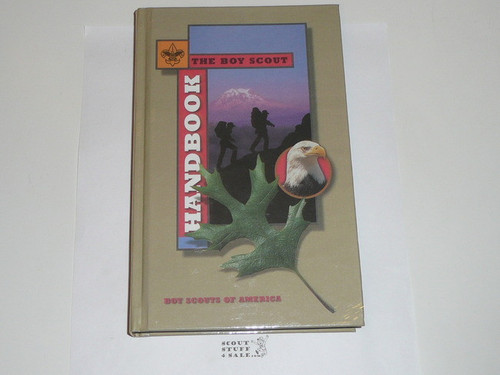 THE BOY SCOUT
HANDBOOK
BOY SCOUTS OF AMERICA
SCOUT
STUFF
4 SALE...